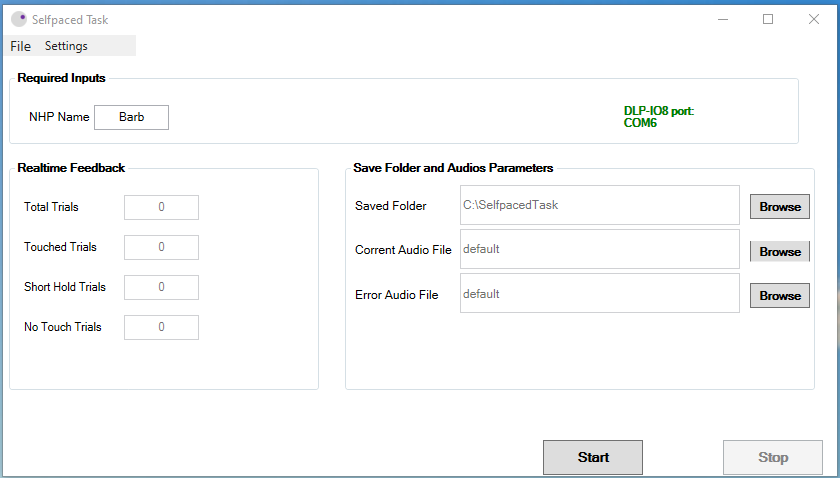 Selfpaced Task
File Settings
Required Inputs
NHP Name Barb
DLP-IO8 port:
COM6
Realtime Feedback
Total Trials 0
Touched Trials 0
Short Hold Trials 0
No Touch Trials 0
Save Folder and Audios Parameters
Saved Folder C:\SelfpacedTask Browse
Corrent Audio File default Browse
Error Audio File default Browse
Start Stop